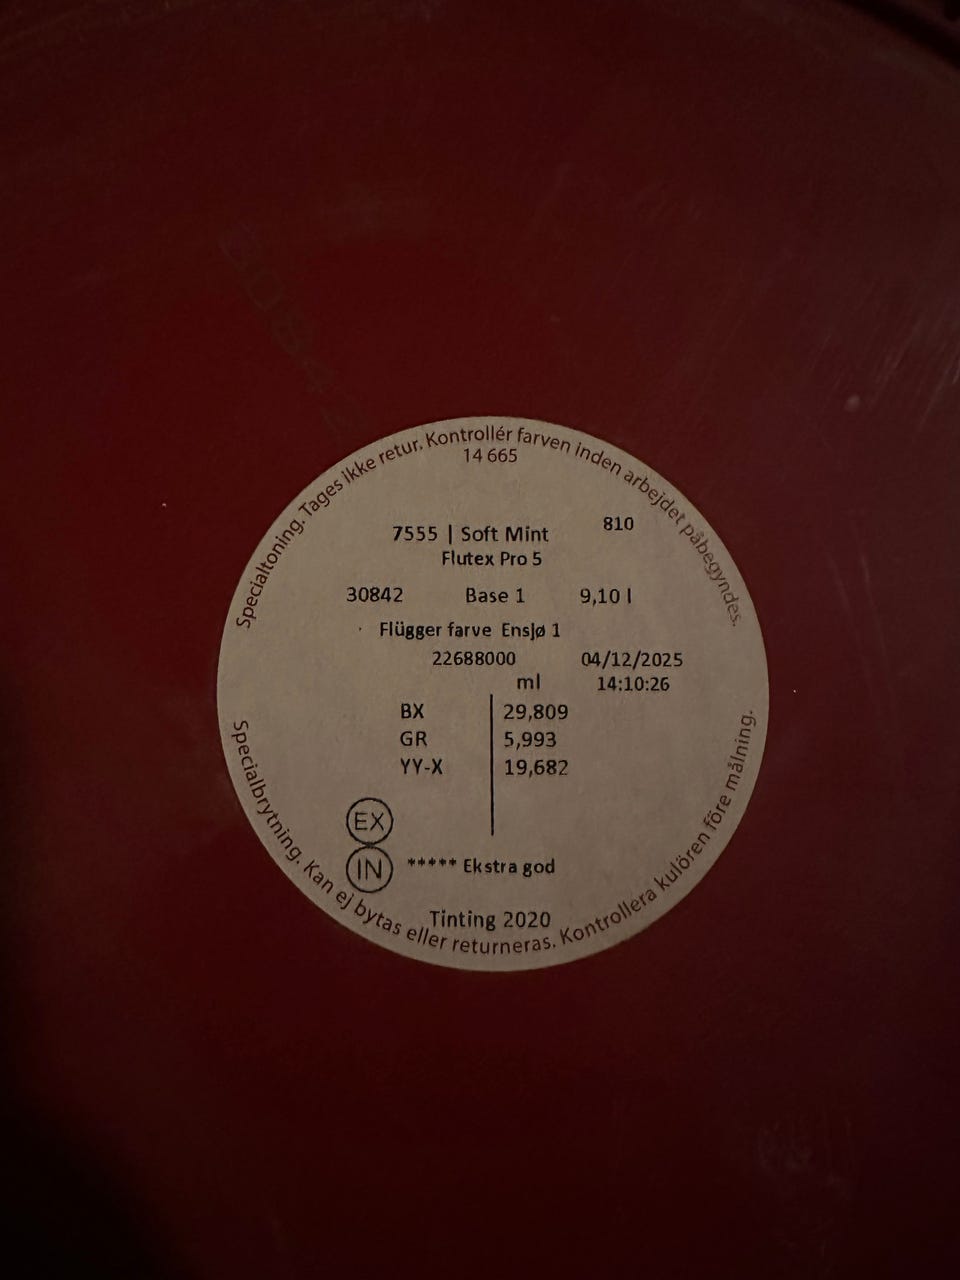 Specialtoning. Tages ikke retur. Kontrollér farven inden arbejdet påbegyndes.
14 665
810
7555 | Soft Mint
Flutex Pro 5
30842 Base 1 9,10 l
Flügger farve Ensjø 1
22688000 04/12/2025
ml 14:10:26
BX 29,809
GR 5,993
YY-X 19,682
EX
IN ***** Ekstra god
Tinting 2020
Specialbrytning. Kan ej bytas eller returneras. Kontrollera kulören före målning.